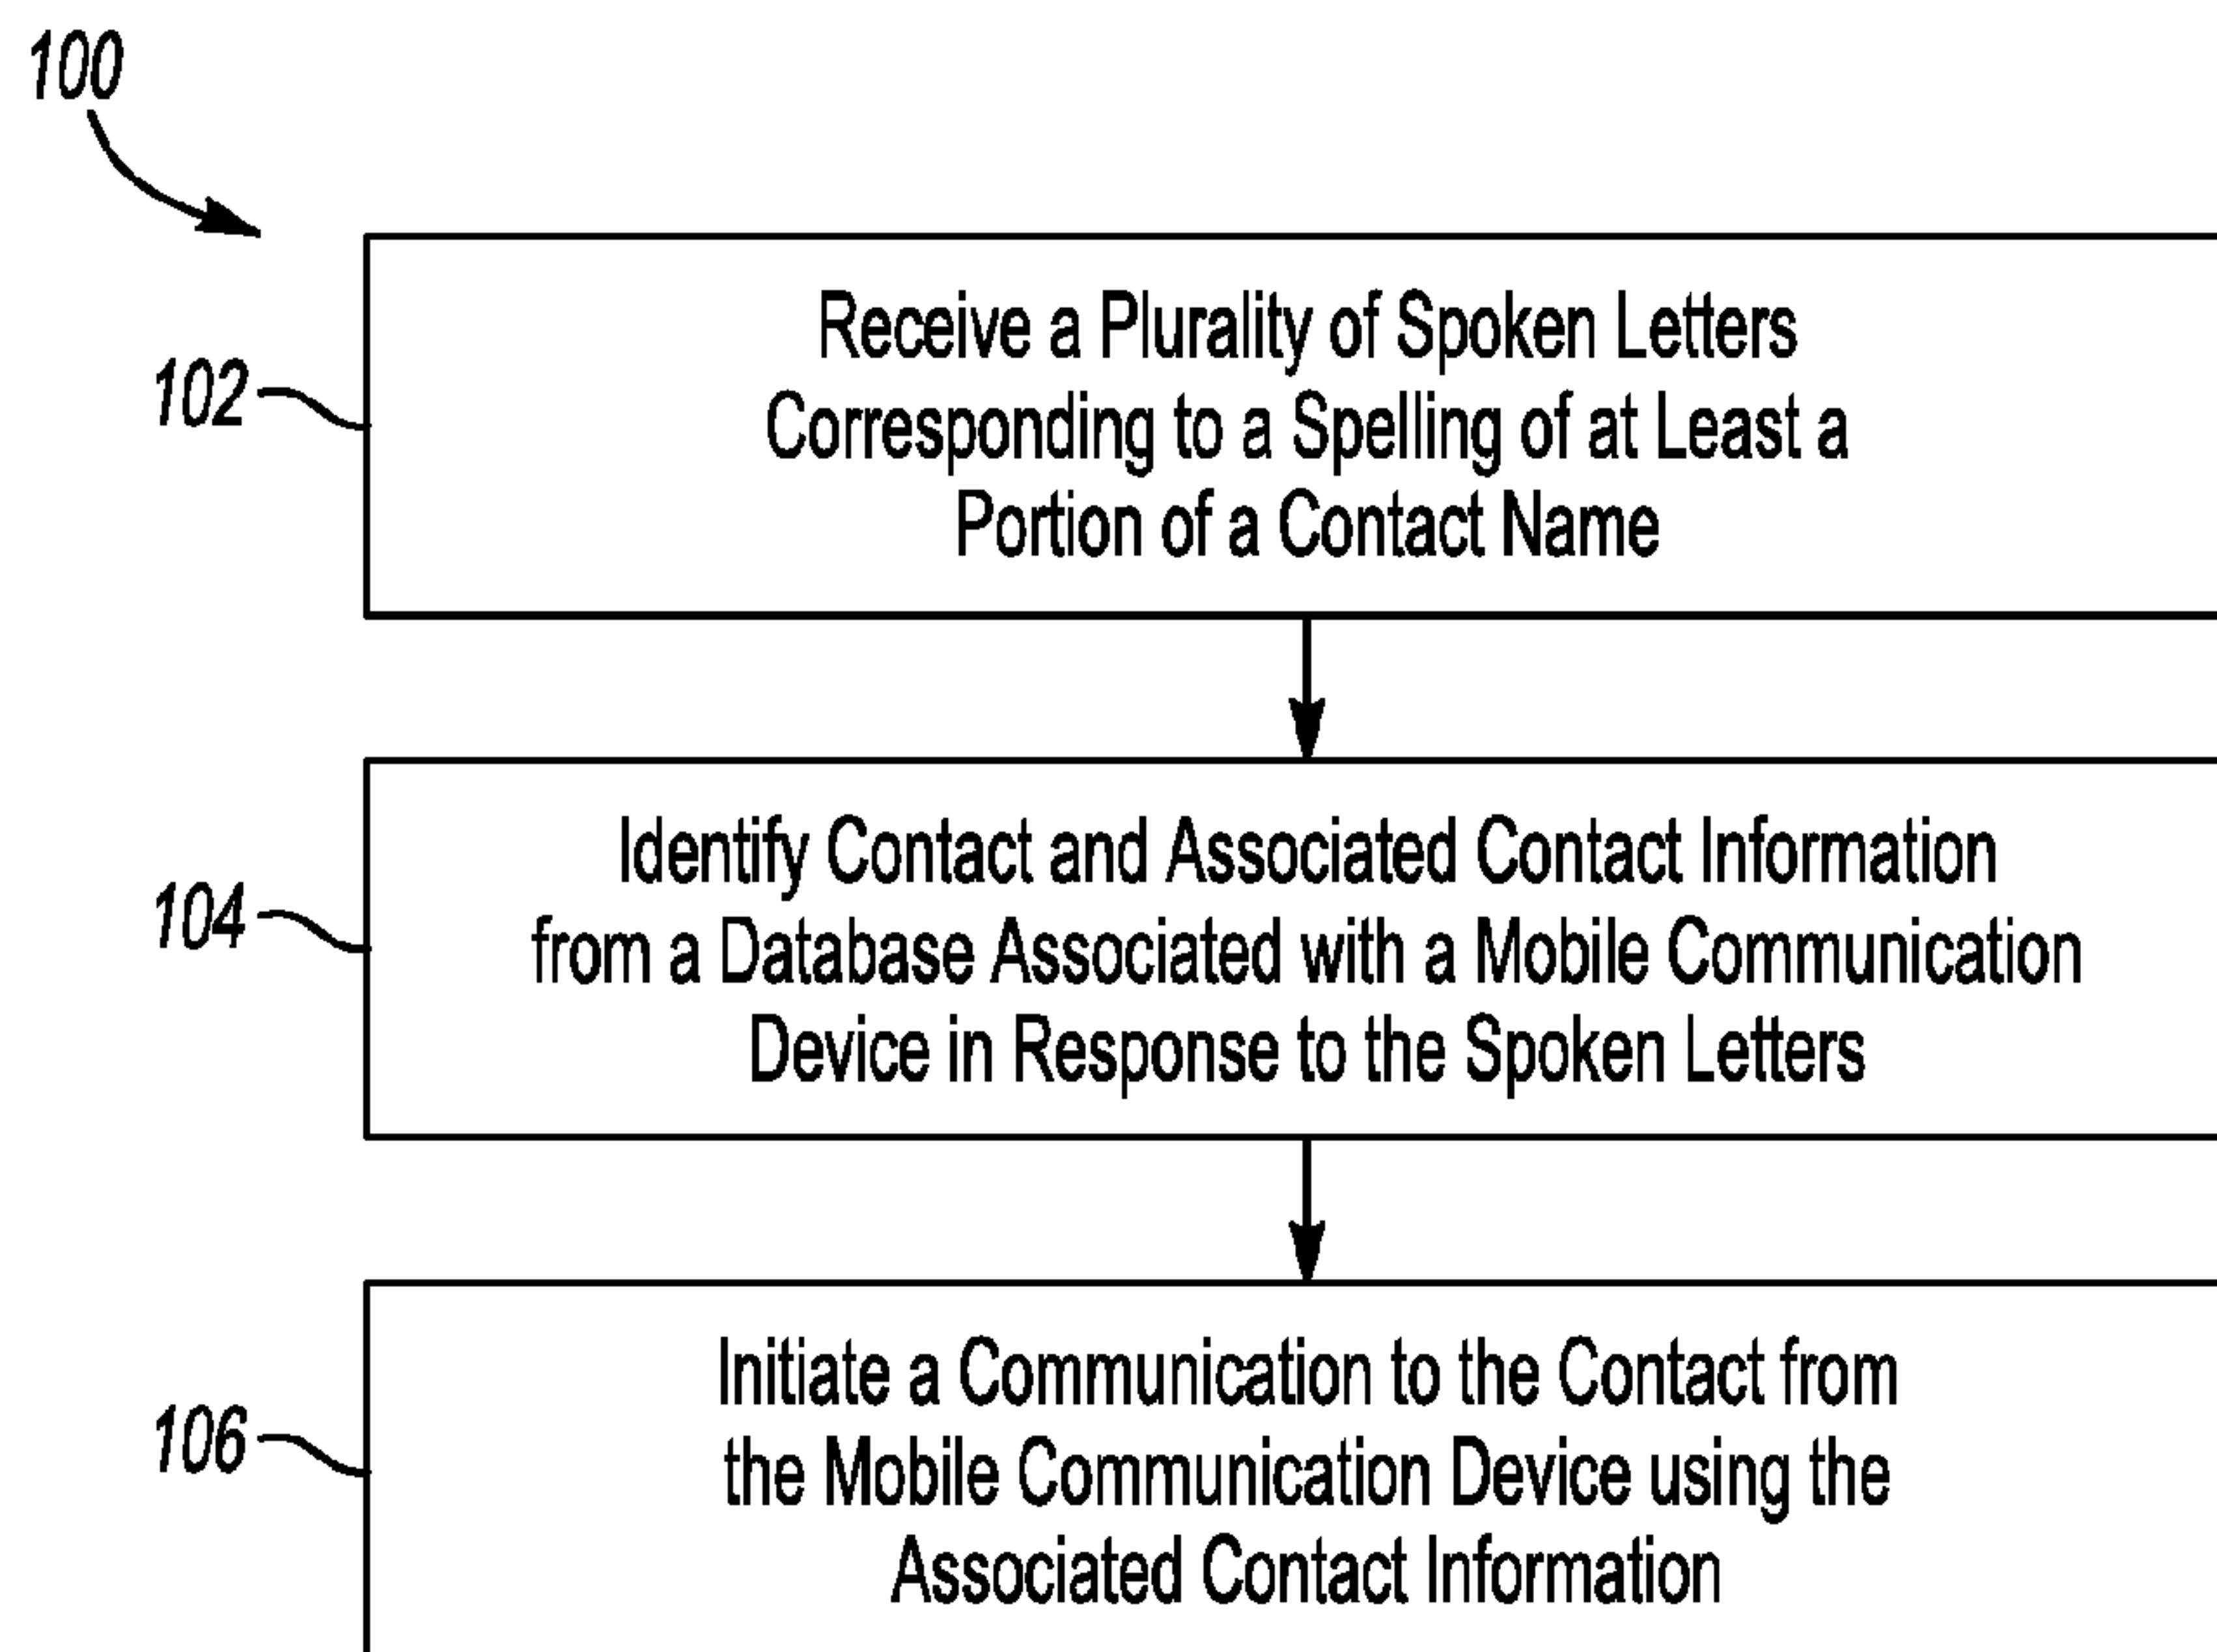 100
102
Receive a Plurality of Spoken Letters
Corresponding to a Spelling of at Least a
Portion of a Contact Name
104
Identify Contact and Associated Contact Information
from a Database Associated with a Mobile Communication
Device in Response to the Spoken Letters
106
Initiate a Communication to the Contact from
the Mobile Communication Device using the
Associated Contact Information